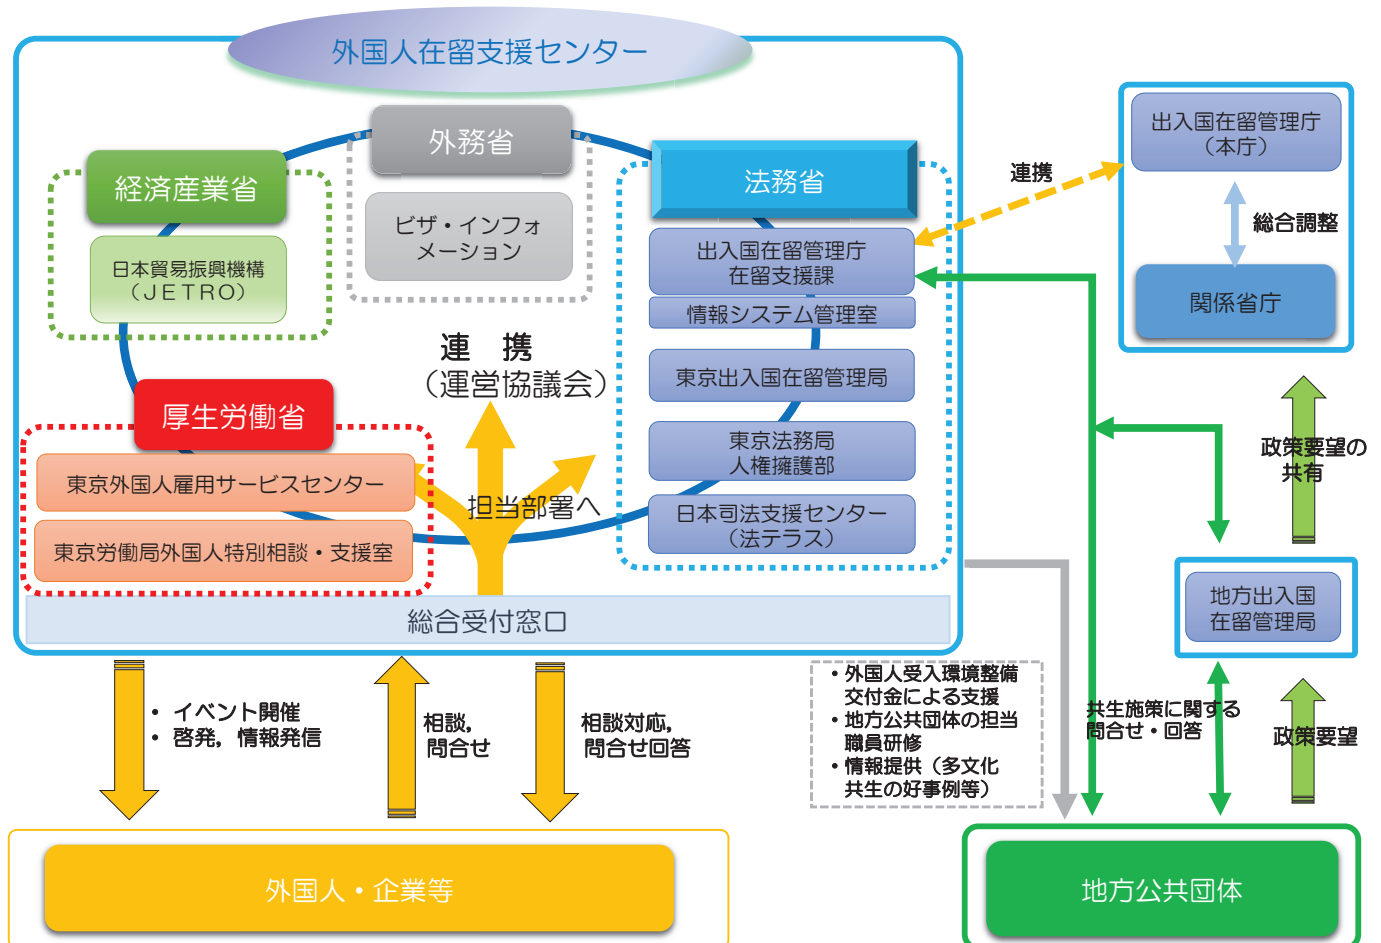 外国人在留支援センター
外務省
ビザ・インフォ
メーション
経済産業省
日本貿易振興機構
（ＪＥＴＲＯ）
法務省
出入国在留管理庁
在留支援課
情報システム管理室
東京出入国在留管理局
東京法務局
人権擁護部
日本司法支援センター
（法テラス）
連　携
（運営協議会）
厚生労働省
東京外国人雇用サービスセンター
東京労働局外国人特別相談・支援室
担当部署へ
総合受付窓口
連携
出入国在留管理庁
（本庁）
総合調整
関係省庁
政策要望の
共有
地方出入国
在留管理局
・ イベント開催
・ 啓発，情報発信
相談，
問合せ
相談対応，
問合せ回答
・外国人受入環境整備
交付金による支援
・地方公共団体の担当
職員研修
・情報提供（多文化
共生の好事例等）
共生施策に関する
問合せ・回答
政策要望
外国人・企業等
地方公共団体